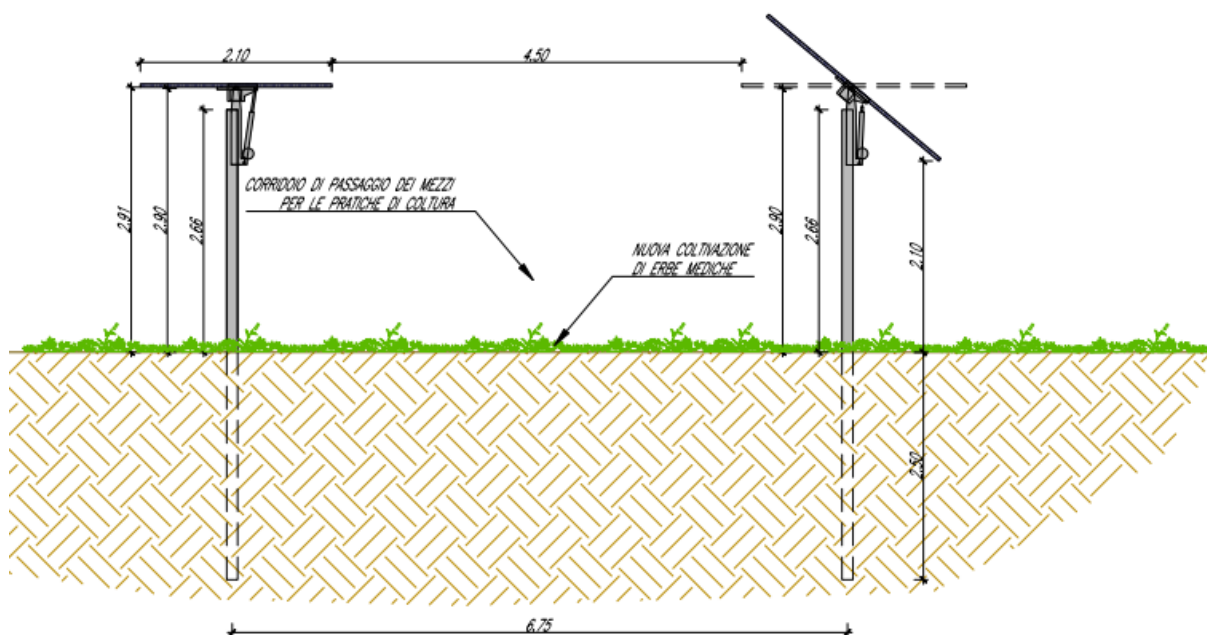 2.10
4.50
2.91
2.90
2.66
CORRIDOIO DI PASSAGGIO DEI MEZZI
PER LE PRATICHE DI COLTURA
NUOVA COLTIVAZIONE
DI ERBE MEDICHE
2.90
2.66
2.10
2.50
6.75